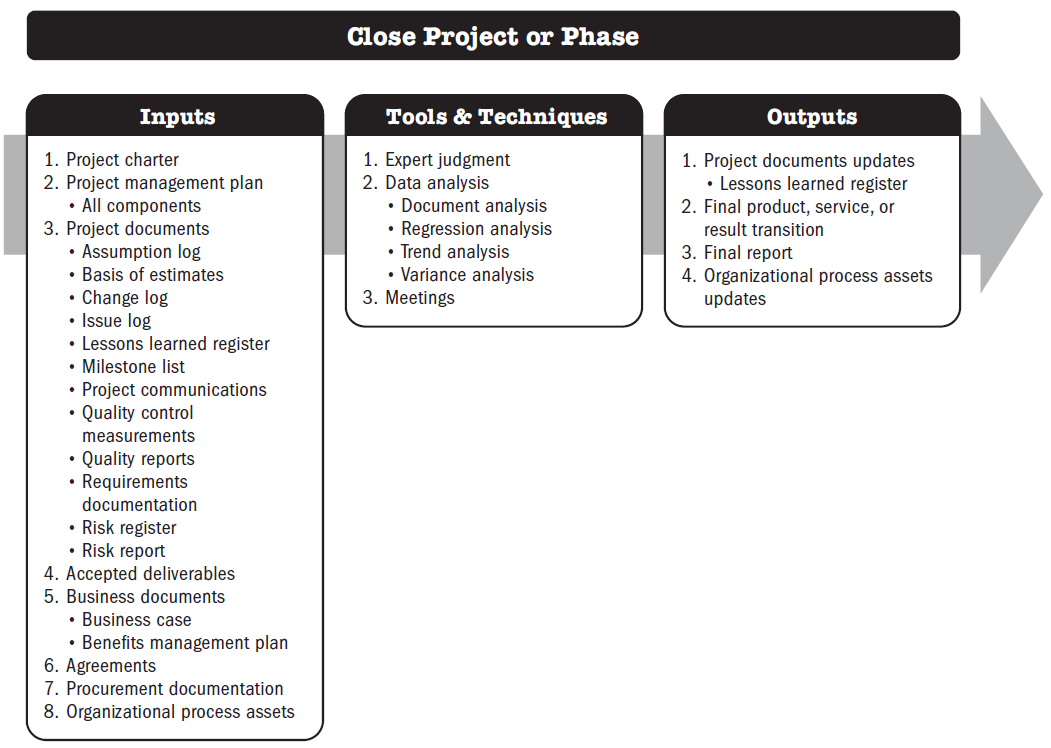 Close Project or Phase
Inputs
1. Project charter
2. Project management plan
• All components
3. Project documents
• Assumption log
• Basis of estimates
• Change log
• Issue log
• Lessons learned register
• Milestone list
• Project communications
• Quality control
measurements
• Quality reports
• Requirements
documentation
• Risk register
• Risk report
4. Accepted deliverables
5. Business documents
• Business case
• Benefits management plan
6. Agreements
7. Procurement documentation
8. Organizational process assets
Tools & Techniques
1. Expert judgment
2. Data analysis
• Document analysis
• Regression analysis
• Trend analysis
• Variance analysis
3. Meetings
Outputs
1. Project documents updates
• Lessons learned register
2. Final product, service, or
result transition
3. Final report
4. Organizational process assets
updates